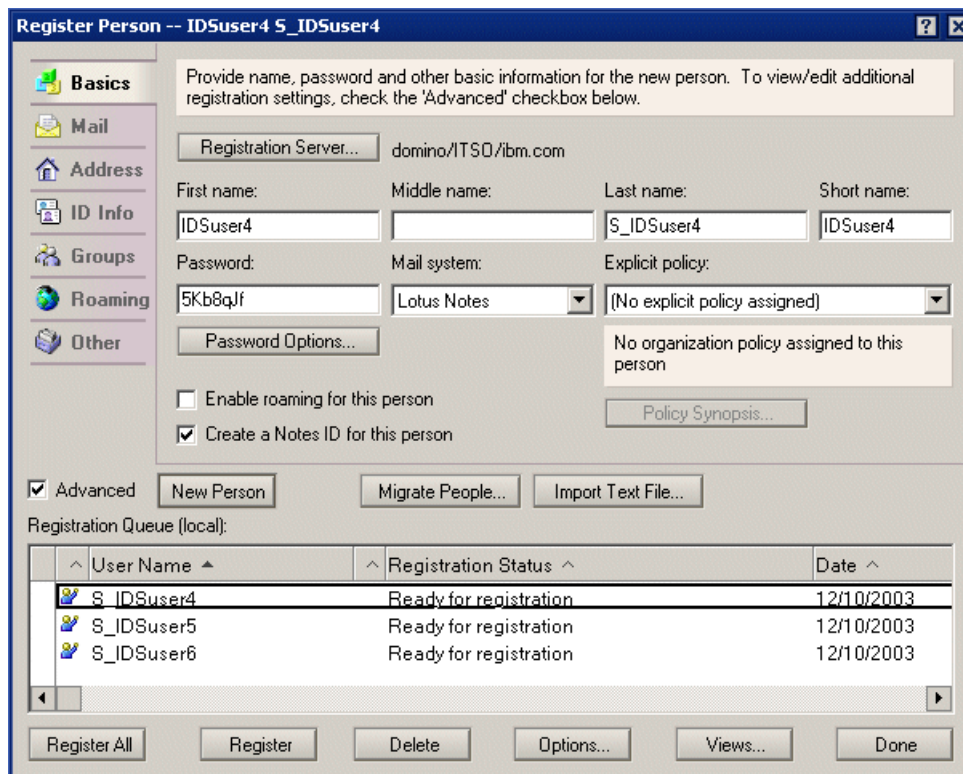 Register Person -- IDSuser4 S_IDSuser4
Basics
Mail
Address
ID Info
Groups
Roaming
Other
Provide name, password and other basic information for the new person. To view/edit additional
registration settings, check the 'Advanced' checkbox below.
Registration Server... domino/ITSO/ibm.com
First name: Middle name: Last name: Short name:
IDSuser4 S_IDSuser4 IDSuser4
Password: Mail system: Explicit policy:
5Kb8qJf Lotus Notes (No explicit policy assigned)
Password Options... No organization policy assigned to this
person
Enable roaming for this person
Policy Synopsis...
Create a Notes ID for this person
Advanced New Person Migrate People... Import Text File...
Registration Queue (local):
User Name Registration Status Date
S_IDSuser4 Ready for registration 12/10/2003
S_IDSuser5 Ready for registration 12/10/2003
S_IDSuser6 Ready for registration 12/10/2003
Register All Register Delete Options... Views... Done